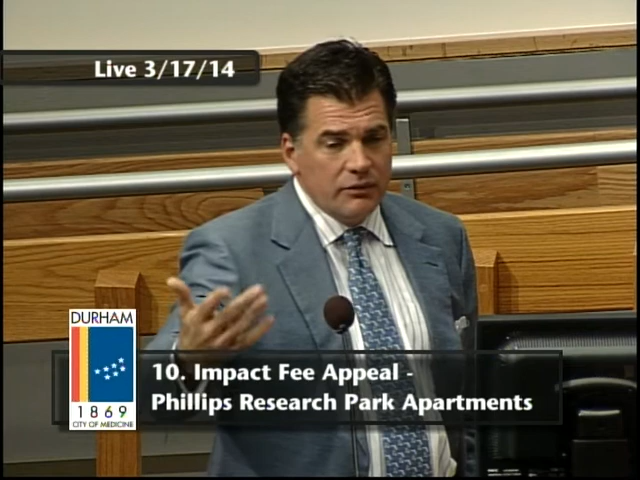 Live 3/17/14
DURHAM
1869
CITY OF MEDICINE
10. Impact Fee Appeal -
Phillips Research Park Apartments